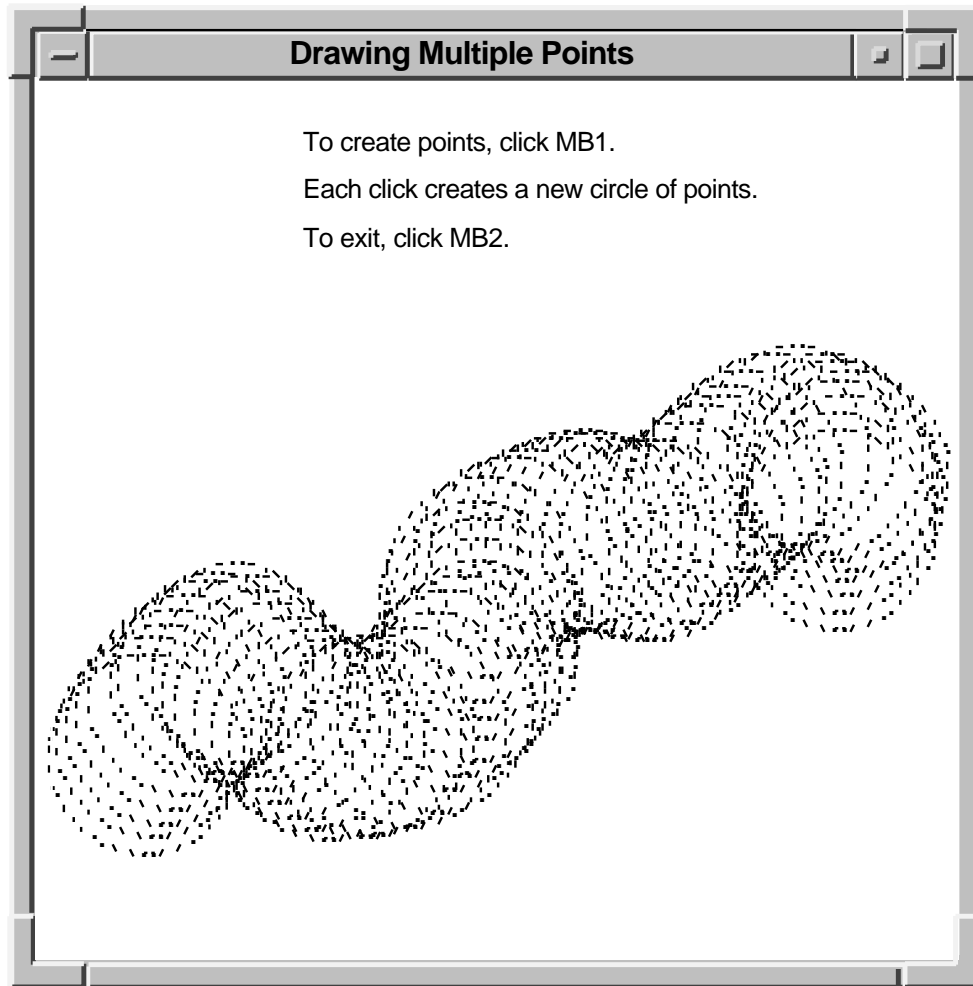 Drawing Multiple Points
To create points, click MB1.
Each click creates a new circle of points.
To exit, click MB2.